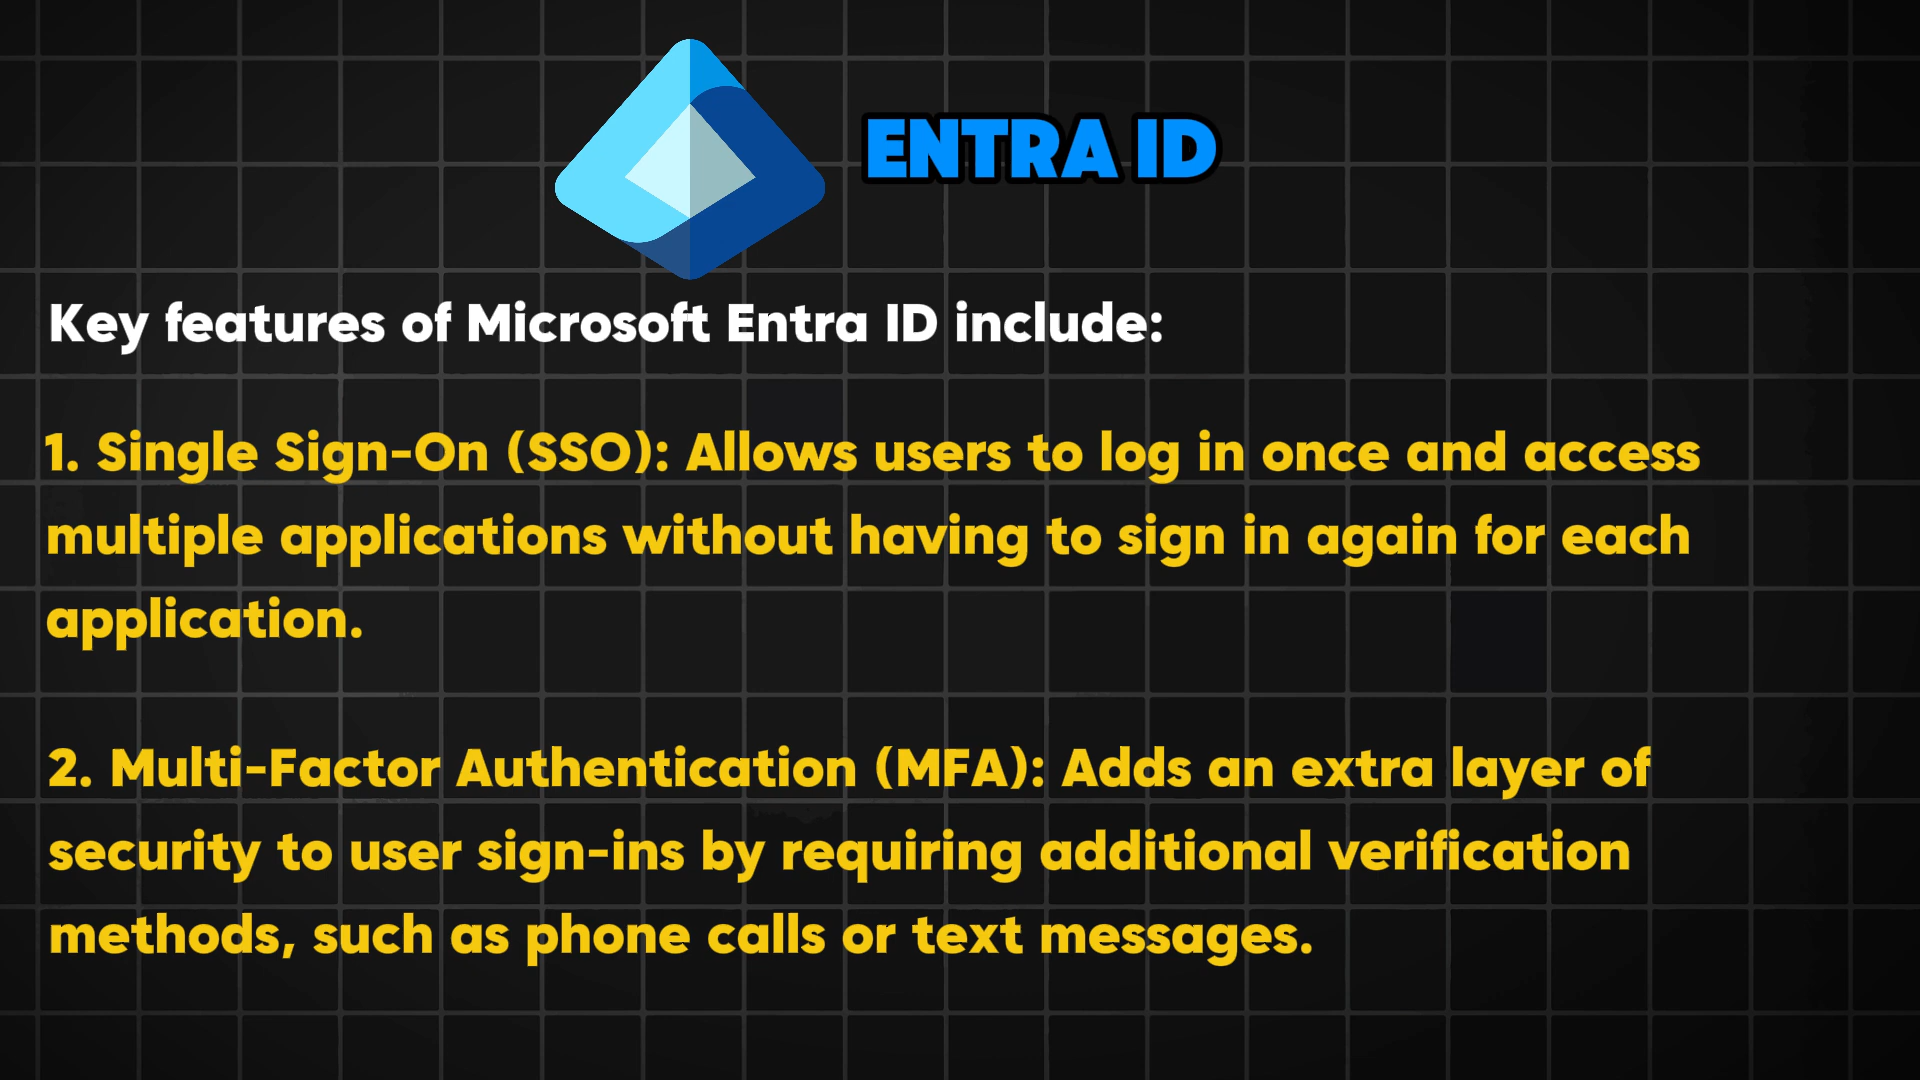 ENTRA ID
Key features of Microsoft Entra ID include:
1. Single Sign-On (SSO): Allows users to log in once and access
multiple applications without having to sign in again for each
application.
2. Multi-Factor Authentication (MFA): Adds an extra layer of
security to user sign-ins by requiring additional verification
methods, such as phone calls or text messages.